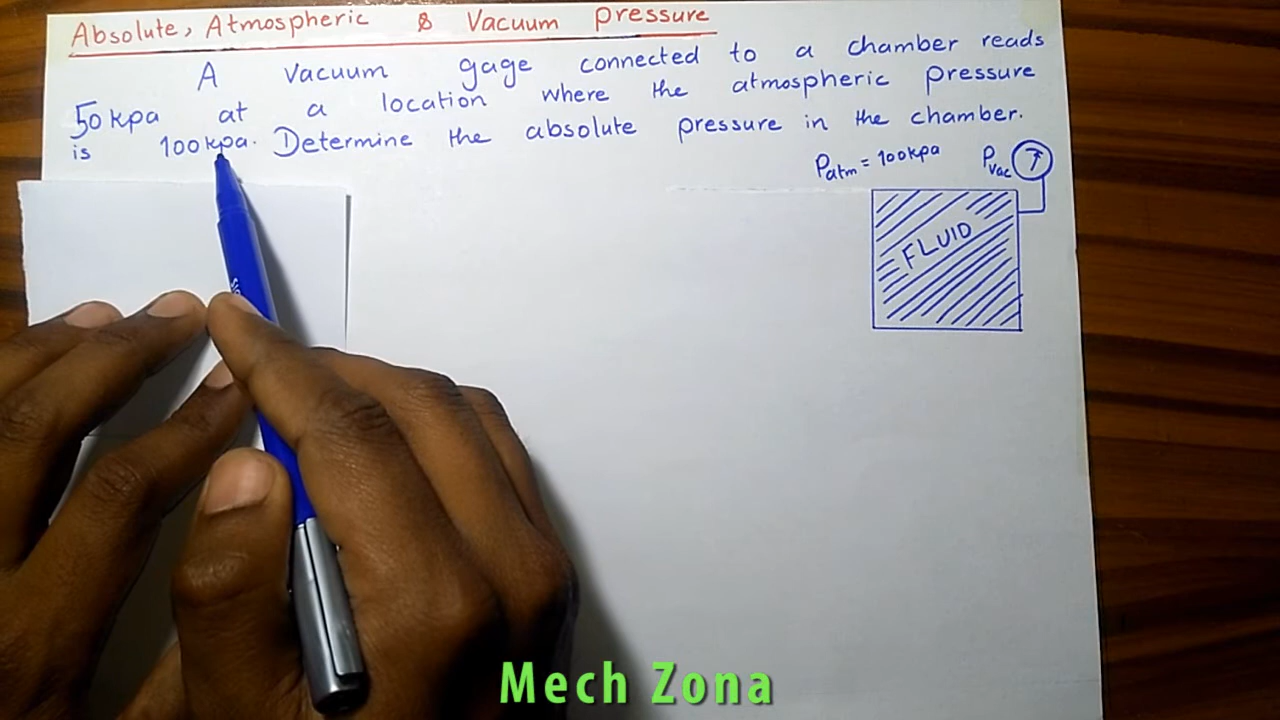 Absolute, Atmospheric & Vacuum pressure
A vacuum gage connected to a chamber reads
50 kpa at a location where the atmospheric pressure
is 100 kpa. Determine the absolute pressure in the chamber.
Patm = 100 kpa Pvac
FLUID
Mech Zona